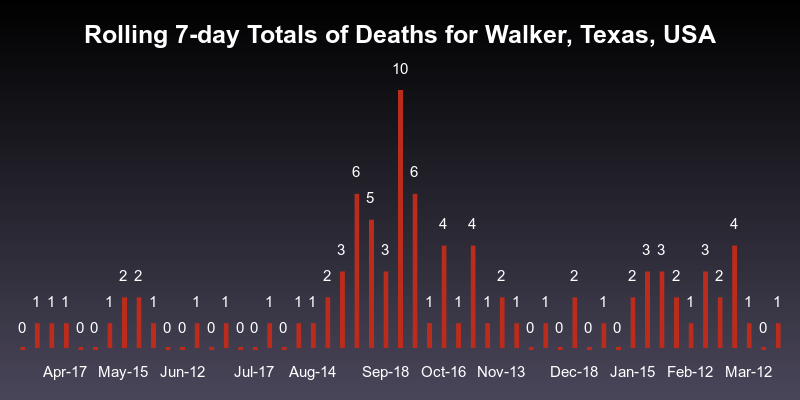 Rolling 7-day Totals of Deaths for Walker, Texas, USA
0 1 1 1 0 0 1 2 2 1 0 0 1 0 1 0 0 1 0 1 1 2 3 6 5 3 10 6 1 4 1 4 1 2 1 0 1 0 2 0 1 0 2 3 3 2 1 3 2 4 1 0 1
Apr-17 May-15 Jun-12 Jul-17 Aug-14 Sep-18 Oct-16 Nov-13 Dec-18 Jan-15 Feb-12 Mar-12